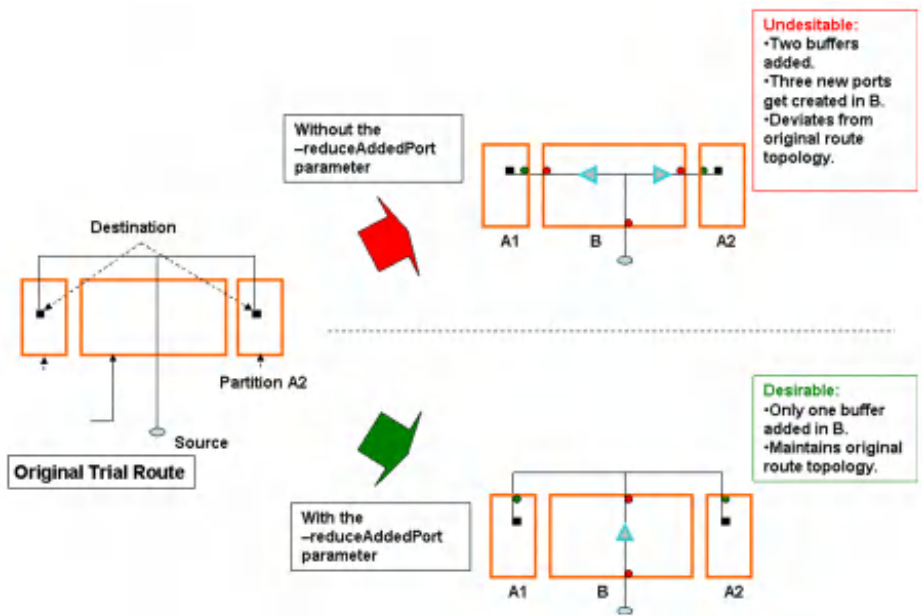 Undesitable:
•Two buffers
added.
•Three new ports
get created in B.
•Deviates from
original route
topology.
Without the
–reduceAddedPort
parameter
A1
B
A2
Destination
Partition A2
Source
Original Trial Route
Desirable:
•Only one buffer
added in B.
•Maintains original
route topology.
With the
–reduceAddedPort
parameter
A1
B
A2